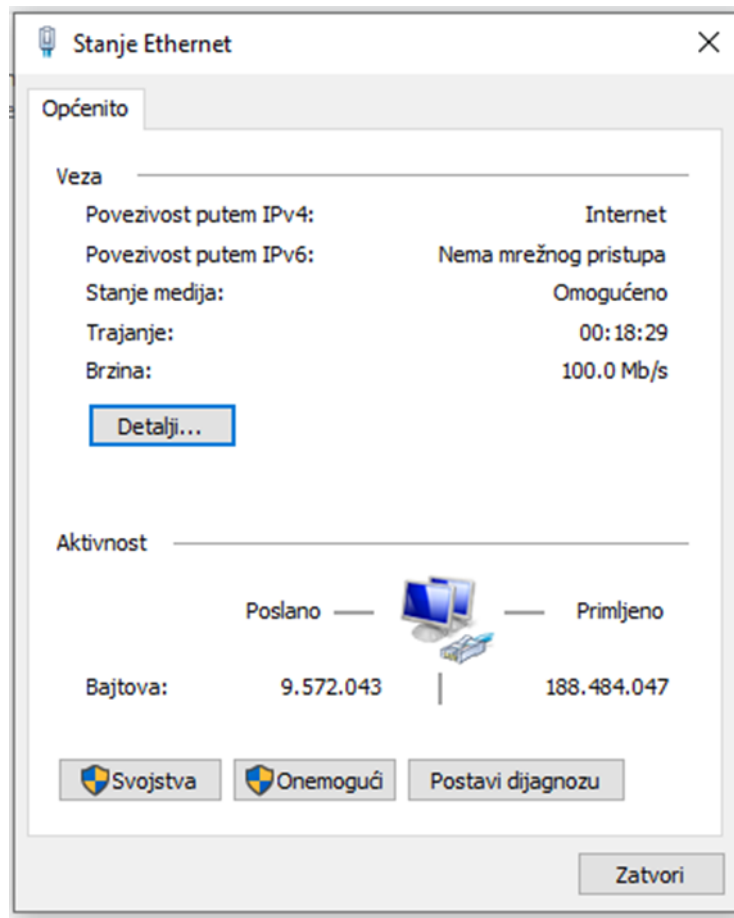 Stanje Ethernet
Općenito
Veza
Povezivost putem IPv4: Internet
Povezivost putem IPv6: Nema mrežnog pristupa
Stanje medija: Omogućeno
Trajanje: 00:18:29
Brzina: 100.0 Mb/s
Detalji...
Aktivnost
Poslano Primljeno
Bajtova: 9.572.043 188.484.047
Svojstva Onemogući Postavi dijagnozu
Zatvori